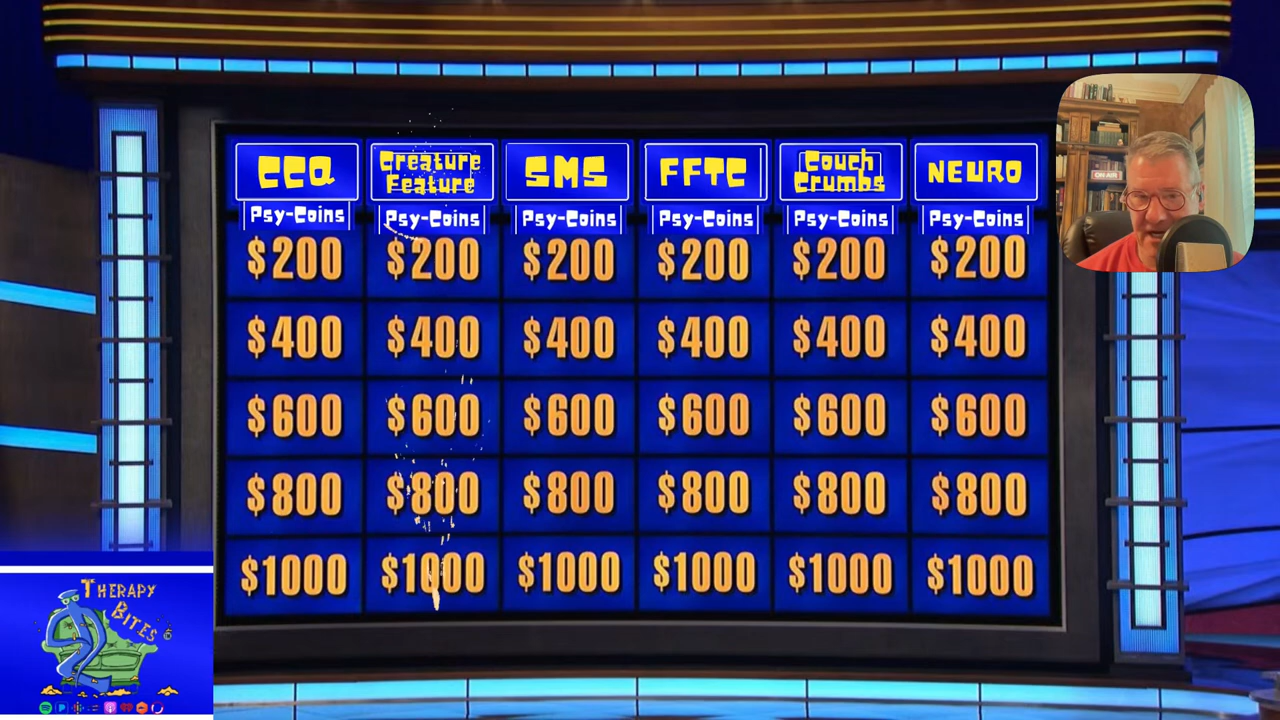 CCQ
Creature
Feature
SMS
FFTC
Couch
Crumbs
NEURO
Psy-Coins Psy-Coins Psy-Coins Psy-Coins Psy-Coins Psy-Coins
$200 $200 $200 $200 $200 $200
$400 $400 $400 $400 $400 $400
$600 $600 $600 $600 $600 $600
$800 $800 $800 $800 $800 $800
$1000 $1000 $1000 $1000 $1000 $1000
ON AIR
THERAPY
BITES